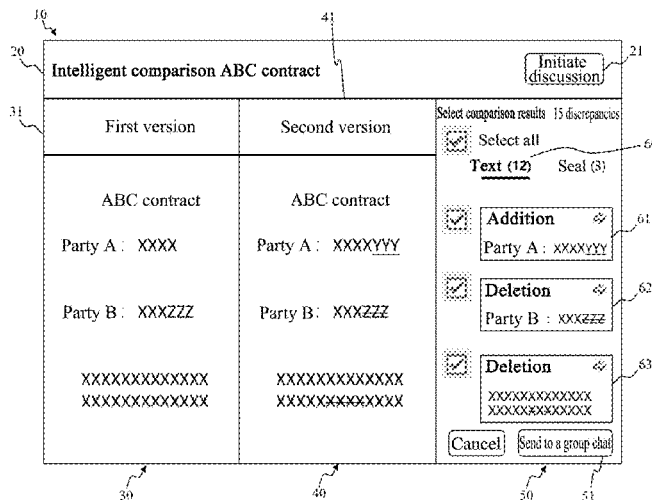 10
41
20
Intelligent comparison ABC contract
Initiate discussion
21
31
First version
Second version
Select comparison results 15 discrepancies
Select all
Text (12) Seal (3)
ABC contract
Party A : XXXX
Party B : XXXZZZ
XXXXXXXXXXXXX
XXXXXXXXXXXXX
ABC contract
Party A : XXXXYYY
Party B : XXXZZZ
XXXXXXXXXXXXX
XXXXXXXXXXXXX
Addition
Party A : XXXXYYY
61
Deletion
Party B : XXXZZZ
62
Deletion
XXXXXXXXXXXXX
XXXXXXXXXXXXX
63
Cancel
Send to a group chat
30
40
50
51